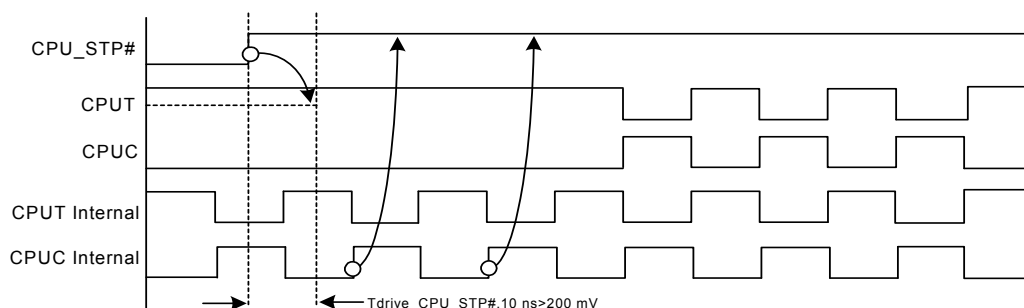 CPU_STP#
CPUT
CPUC
CPUT Internal
CPUC Internal
Tdrive_CPU_STP#,10 ns>200 mV